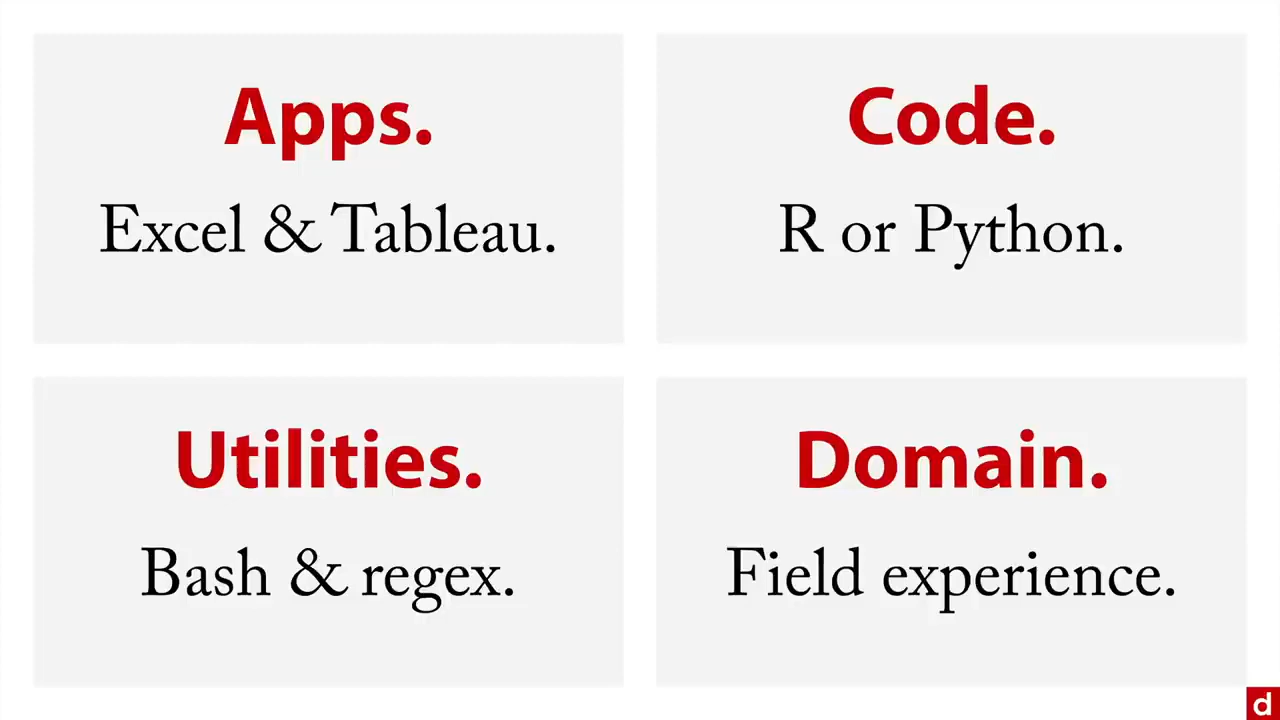 Apps.
Excel & Tableau.
Code.
R or Python.
Utilities.
Bash & regex.
Domain.
Field experience.
d